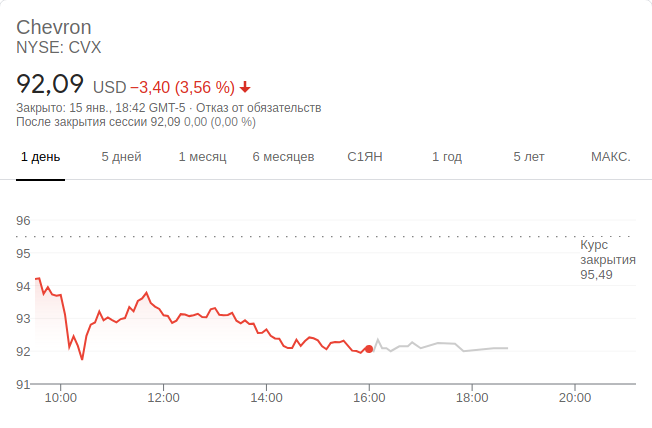 Chevron
NYSE: CVX
92,09 USD −3,40 (3,56 %)
Закрыто: 15 янв., 18:42 GMT-5 · Отказ от обязательств
После закрытия сессии 92,09 0,00 (0,00 %)
1 день 5 дней 1 месяц 6 месяцев С1ЯН 1 год 5 лет МАКС.
96
Курс
закрытия
95,49
95
94
93
92
91
10:00 12:00 14:00 16:00 18:00 20:00